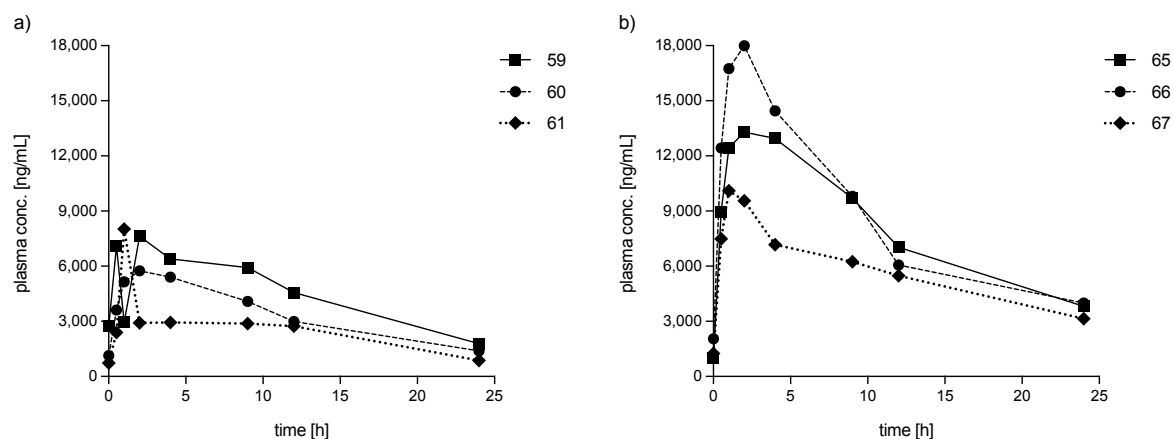 a)
18,000
15,000
12,000
9,000
6,000
3,000
0
plasma conc. [ng/mL]
0 5 10 15 20 25
time [h]
59
60
61
b)
18,000
15,000
12,000
9,000
6,000
3,000
0
plasma conc. [ng/mL]
0 5 10 15 20 25
time [h]
65
66
67